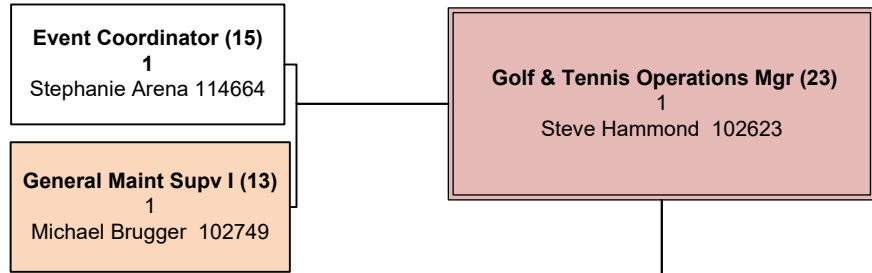 Event Coordinator (15)
1
Stephanie Arena 114664
General Maint Supv I (13)
1
Michael Brugger  102749
Golf & Tennis Operations Mgr (23)
1
Steve Hammond  102623